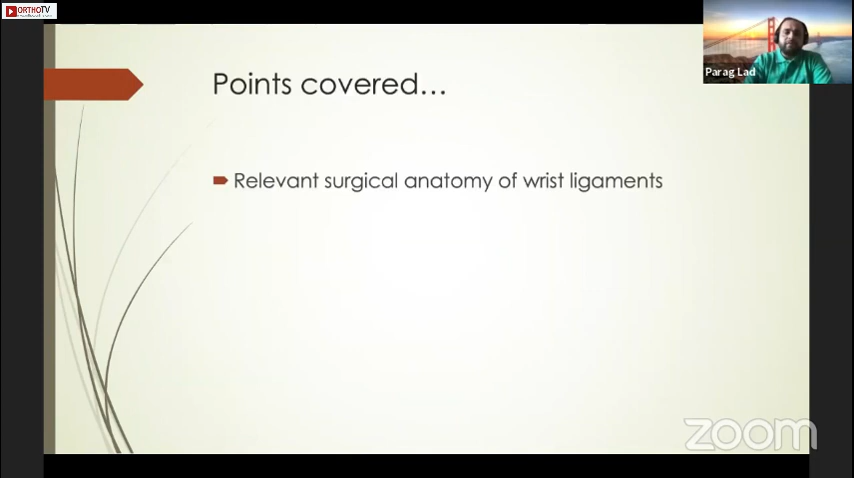 ORTHOTV
Parag Lad
Points covered...
Relevant surgical anatomy of wrist ligaments
zoom